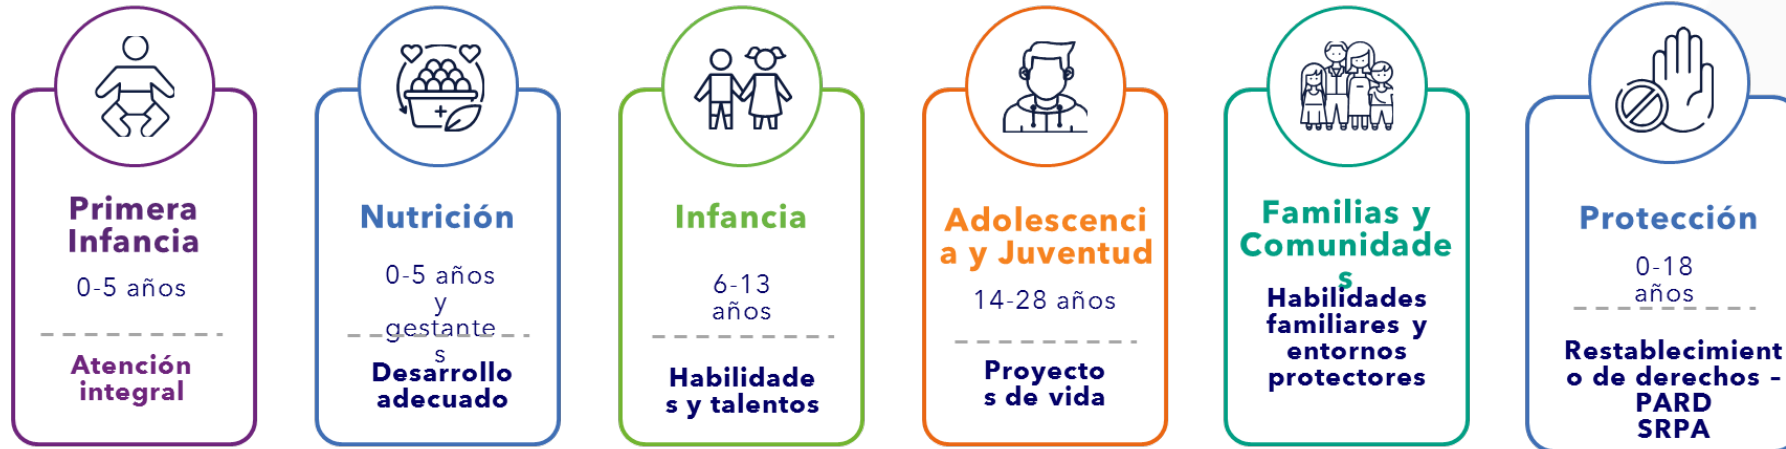 Primera
Infancia
0-5 años
Atención
integral
Nutrición
0-5 años
y
gestante
s
Desarrollo
adecuado
Infancia
6-13
años
Habilidade
s y talentos
Adolescenci
a y Juventud
14-28 años
Proyecto
s de vida
Familias y
Comunidade
s
Habilidades
familiares y
entornos
protectores
Protección
0-18
años
Restablecimient
o de derechos –
PARD
SRPA